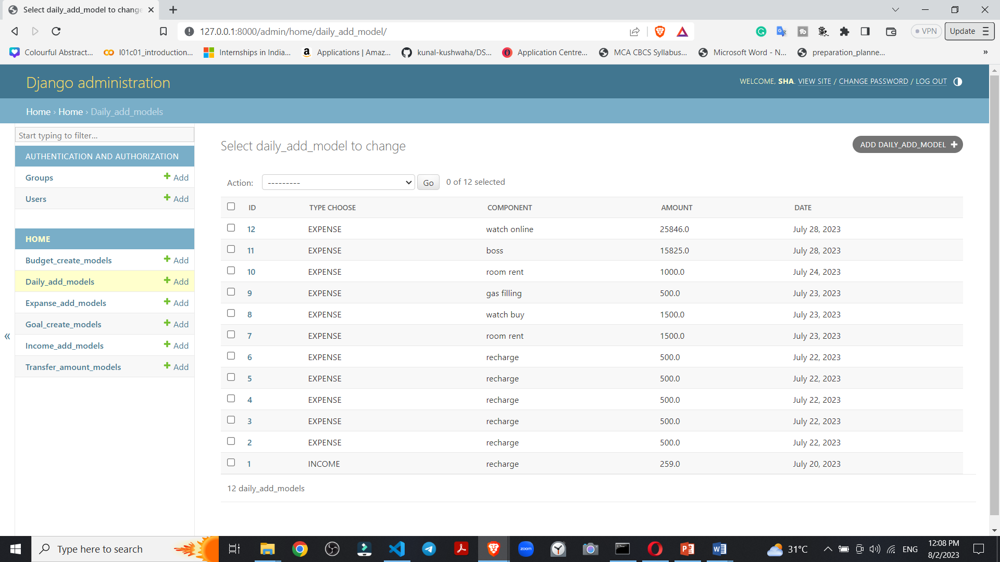 Select daily_add_model to change
127.0.0.1:8000/admin/home/daily_add_model/
VPN
Update
Colourful Abstract...
l01c01_introduction...
Internships in India...
Applications | Amaz...
kunal-kushwaha/DS...
Application Centre...
MCA CBCS Syllabus...
Microsoft Word - N...
preparation_planne...
»
Django administration
WELCOME, SHA. VIEW SITE / CHANGE PASSWORD / LOG OUT
Home › Home › Daily_add_models
Start typing to filter...
AUTHENTICATION AND AUTHORIZATION
Groups + Add
Users + Add
HOME
Budget_create_models + Add
Daily_add_models + Add
Expanse_add_models + Add
Goal_create_models + Add
Income_add_models + Add
Transfer_amount_models + Add
«
Select daily_add_model to change
ADD DAILY_ADD_MODEL +
Action: --------- Go 0 of 12 selected
ID TYPE CHOOSE COMPONENT AMOUNT DATE
12 EXPENSE watch online 25846.0 July 28, 2023
11 EXPENSE boss 15825.0 July 28, 2023
10 EXPENSE room rent 1000.0 July 24, 2023
9 EXPENSE gas filling 500.0 July 23, 2023
8 EXPENSE watch buy 1500.0 July 23, 2023
7 EXPENSE room rent 1500.0 July 23, 2023
6 EXPENSE recharge 500.0 July 22, 2023
5 EXPENSE recharge 500.0 July 22, 2023
4 EXPENSE recharge 500.0 July 22, 2023
3 EXPENSE recharge 500.0 July 22, 2023
2 EXPENSE recharge 500.0 July 22, 2023
1 INCOME recharge 259.0 July 20, 2023
12 daily_add_models
Type here to search
zoom
31°C
ENG
12:08 PM
8/2/2023